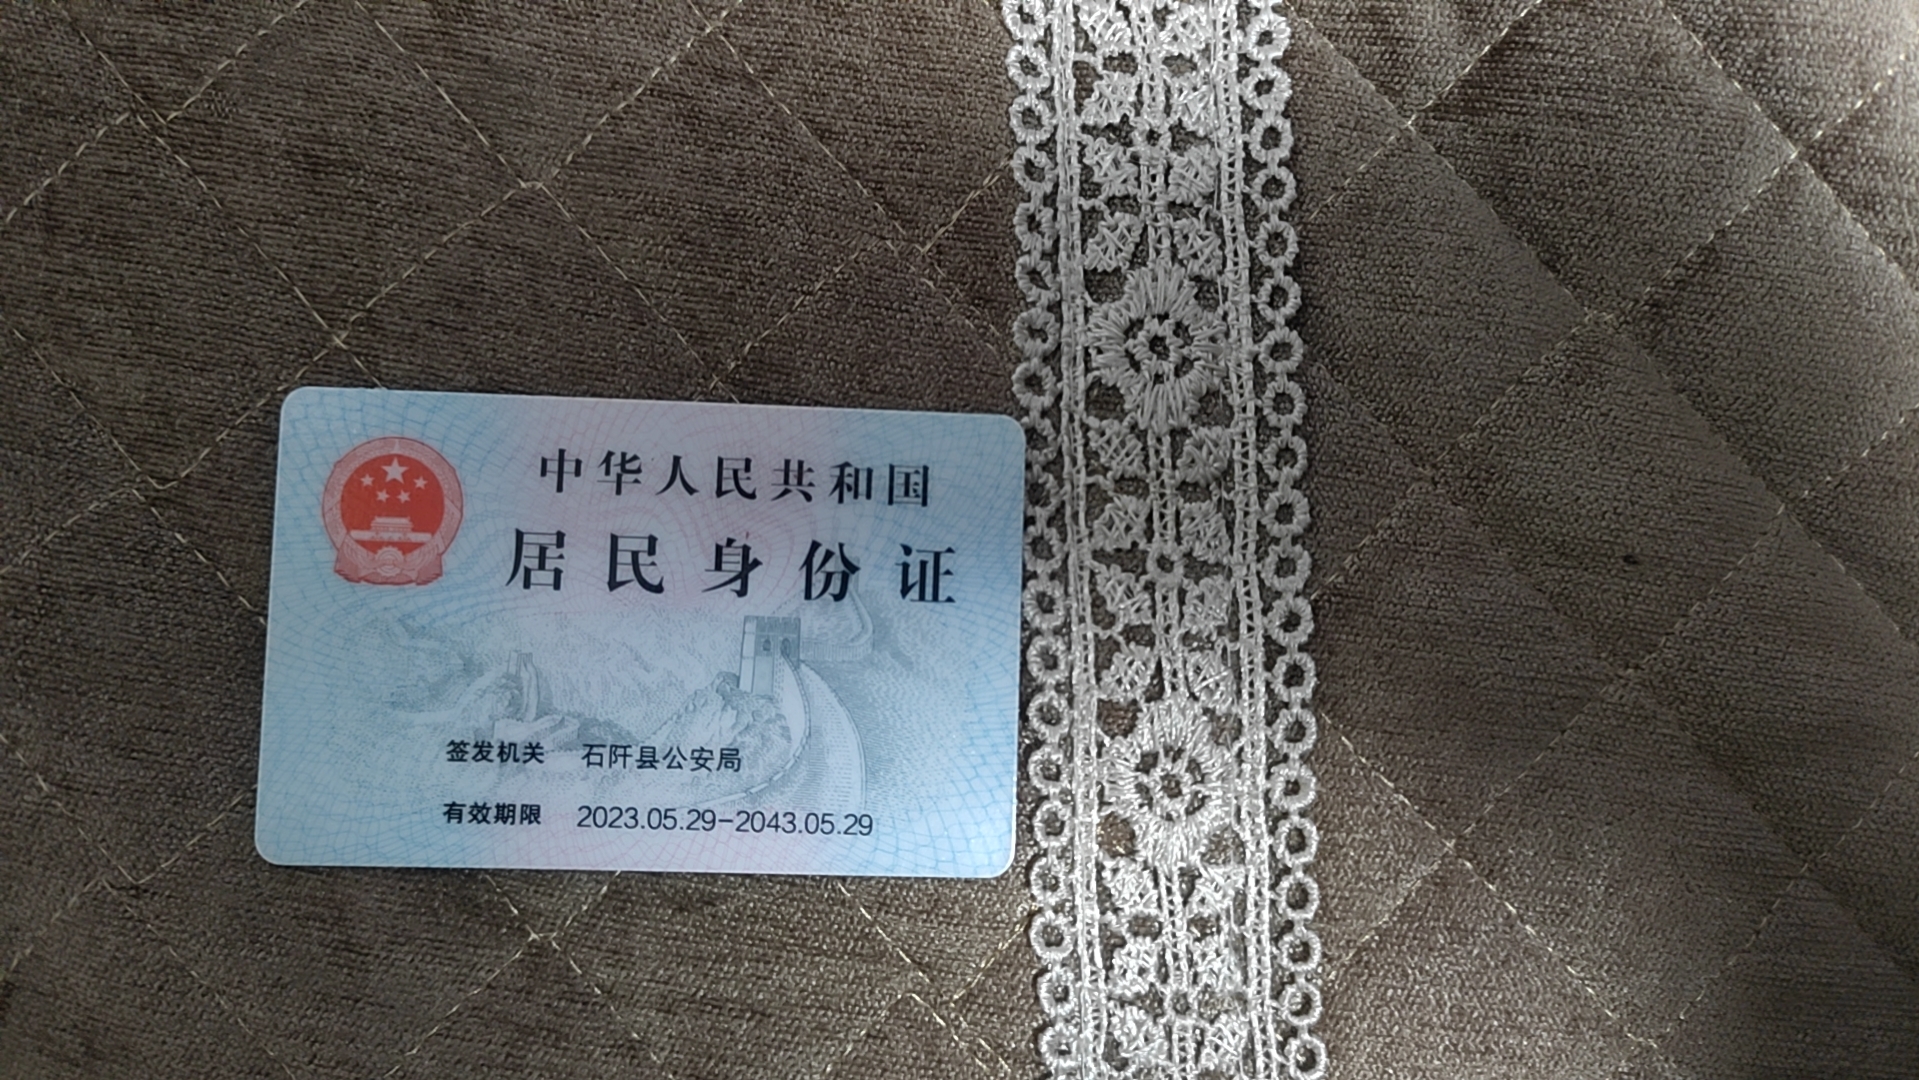 中华人民共和国
居民身份证
签发机关 石阡县公安局
有效期限 2023.05.29-2043.05.29